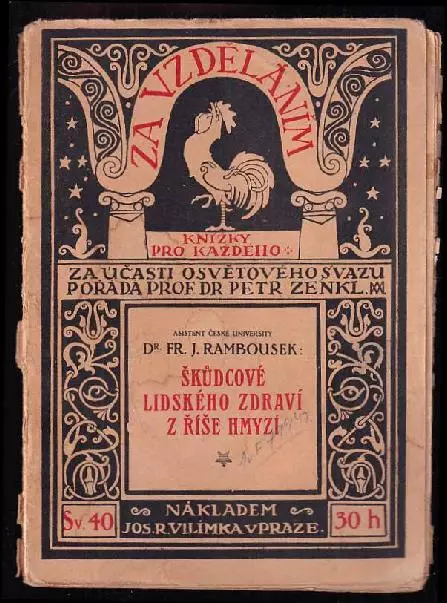 ZA VZDĚLÁNÍM
KNÍŽKY
PRO KAŽDÉHO
ZA ÚČASTI OSVĚTOVÉHO SVAZU
POŘÁDÁ PROF. DR. PETR ZENKL.
ASISTENT ČESKÉ UNIVERSITY
DR. FR. J. RAMBOUSEK:
ŠKŮDCOVÉ
LIDSKÉHO ZDRAVÍ
Z ŘÍŠE HMYZÍ
Sv. 40
NÁKLADEM
JOS. R. VILÍMKA V PRAZE.
30 h